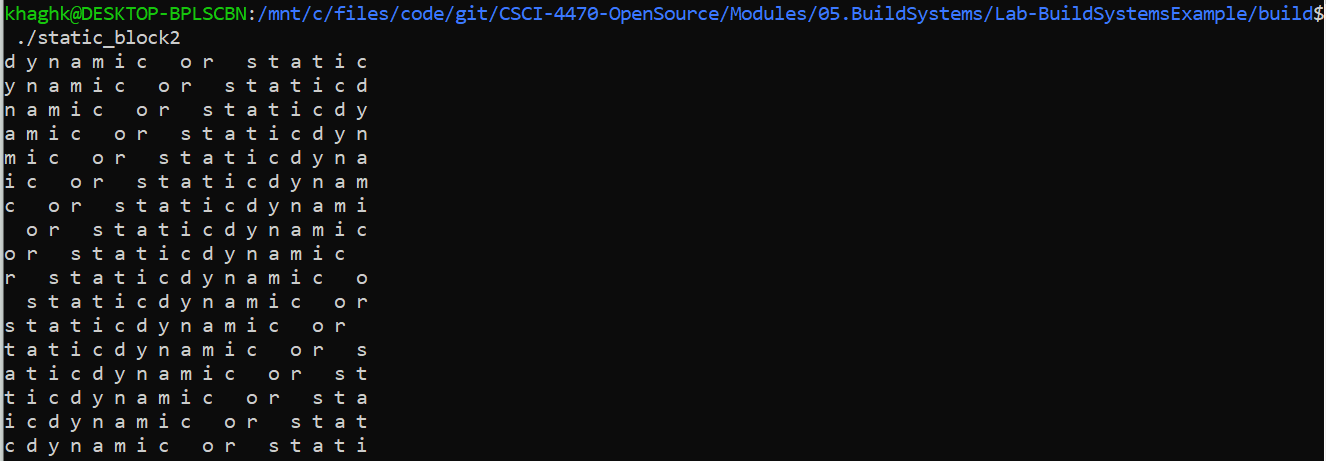 khaghk@DESKTOP-BPLSCBN:/mnt/c/files/code/git/CSCI-4470-OpenSource/Modules/05.BuildSystems/Lab-BuildSystemsExample/build$
 ./static_block2
d y n a m i c   o r   s t a t i c
y n a m i c   o r   s t a t i c d
n a m i c   o r   s t a t i c d y
a m i c   o r   s t a t i c d y n
m i c   o r   s t a t i c d y n a
i c   o r   s t a t i c d y n a m
c   o r   s t a t i c d y n a m i
  o r   s t a t i c d y n a m i c
o r   s t a t i c d y n a m i c
r   s t a t i c d y n a m i c   o
  s t a t i c d y n a m i c   o r
s t a t i c d y n a m i c   o r
t a t i c d y n a m i c   o r   s
a t i c d y n a m i c   o r   s t
t i c d y n a m i c   o r   s t a
i c d y n a m i c   o r   s t a t
c d y n a m i c   o r   s t a t i